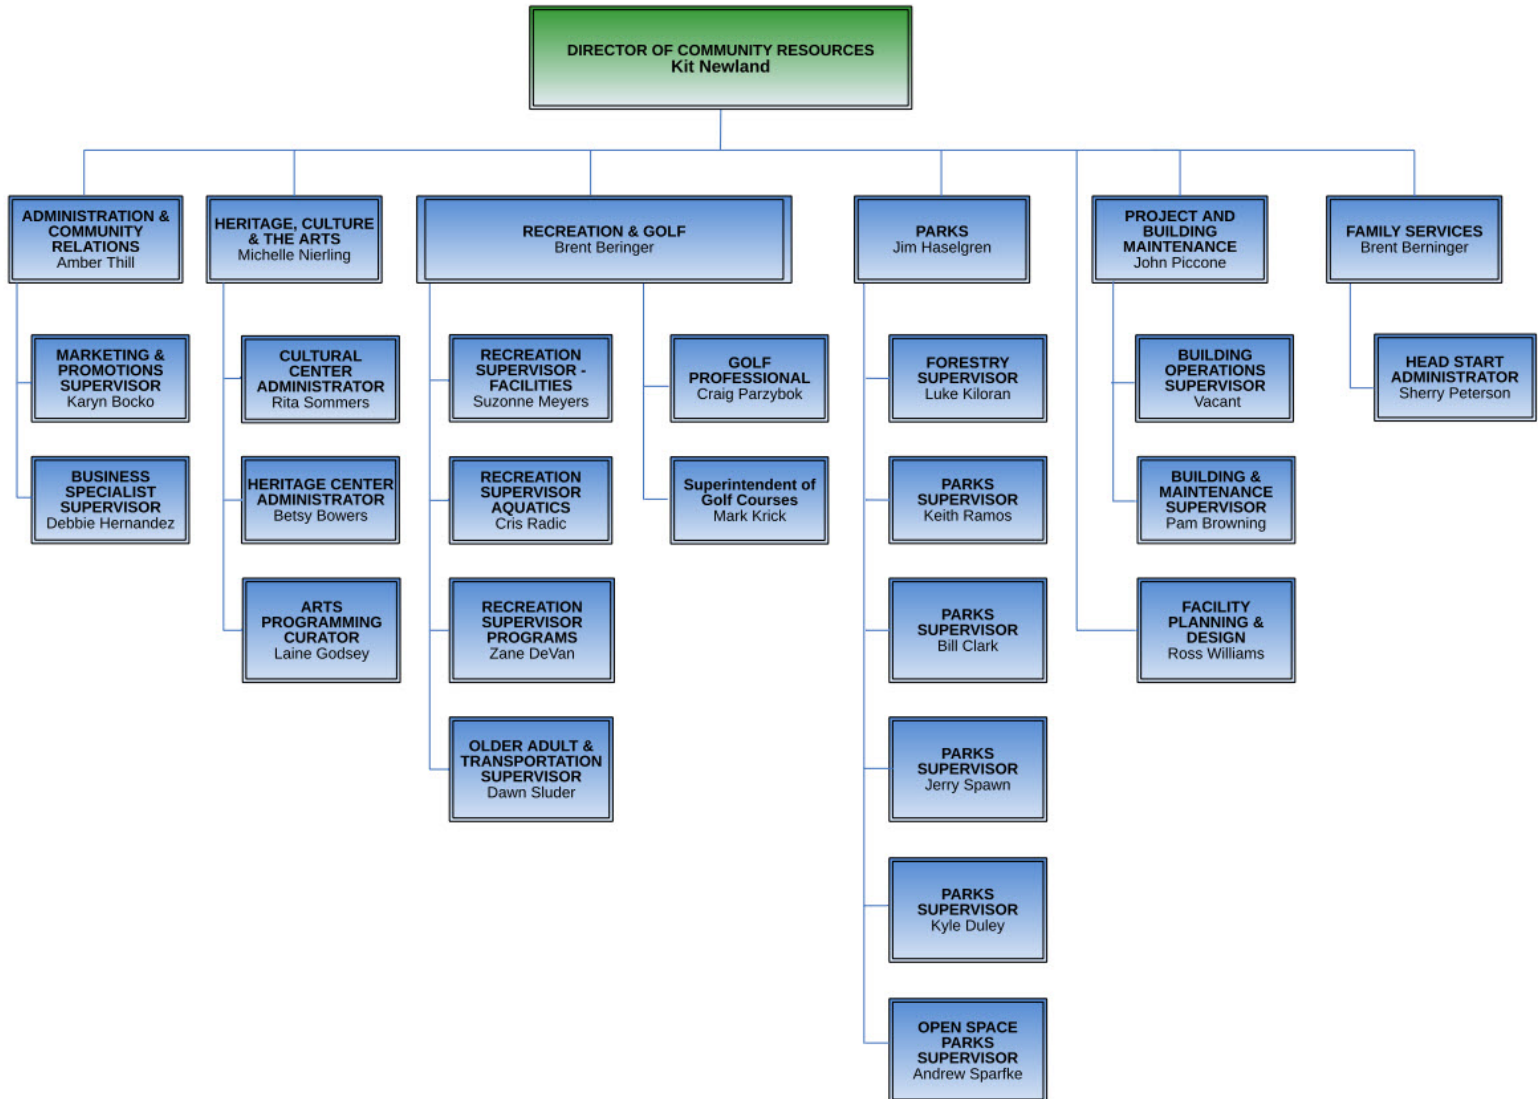 DIRECTOR OF COMMUNITY RESOURCES
Kit Newland
ADMINISTRATION &
COMMUNITY
RELATIONS
Amber Thill
HERITAGE, CULTURE
& THE ARTS
Michelle Nierling
RECREATION & GOLF
Brent Beringer
PARKS
Jim Haselgren
PROJECT AND
BUILDING
MAINTENANCE
John Piccone
FAMILY SERVICES
Brent Berninger
MARKETING &
PROMOTIONS
SUPERVISOR
Karyn Bocko
CULTURAL
CENTER
ADMINISTRATOR
Rita Sommers
RECREATION
SUPERVISOR -
FACILITIES
Suzonne Meyers
GOLF
PROFESSIONAL
Craig Parzybok
FORESTRY
SUPERVISOR
Luke Kiloran
BUILDING
OPERATIONS
SUPERVISOR
Vacant
HEAD START
ADMINISTRATOR
Sherry Peterson
BUSINESS
SPECIALIST
SUPERVISOR
Debbie Hernandez
HERITAGE CENTER
ADMINISTRATOR
Betsy Bowers
RECREATION
SUPERVISOR
AQUATICS
Cris Radic
Superintendent of
Golf Courses
Mark Krick
PARKS
SUPERVISOR
Keith Ramos
BUILDING &
MAINTENANCE
SUPERVISOR
Pam Browning
ARTS
PROGRAMMING
CURATOR
Laine Godsey
RECREATION
SUPERVISOR
PROGRAMS
Zane DeVan
PARKS
SUPERVISOR
Bill Clark
FACILITY
PLANNING &
DESIGN
Ross Williams
OLDER ADULT &
TRANSPORTATION
SUPERVISOR
Dawn Sluder
PARKS
SUPERVISOR
Jerry Spawn
PARKS
SUPERVISOR
Kyle Duley
OPEN SPACE
PARKS
SUPERVISOR
Andrew Sparfke